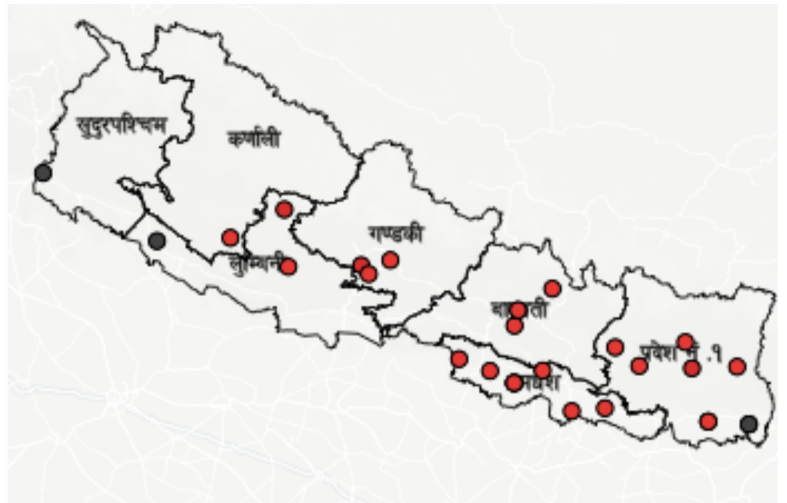 सुदुरपश्चिम
कर्णाली
गण्डकी
लुम्बिनी
प्रदेश नं .१